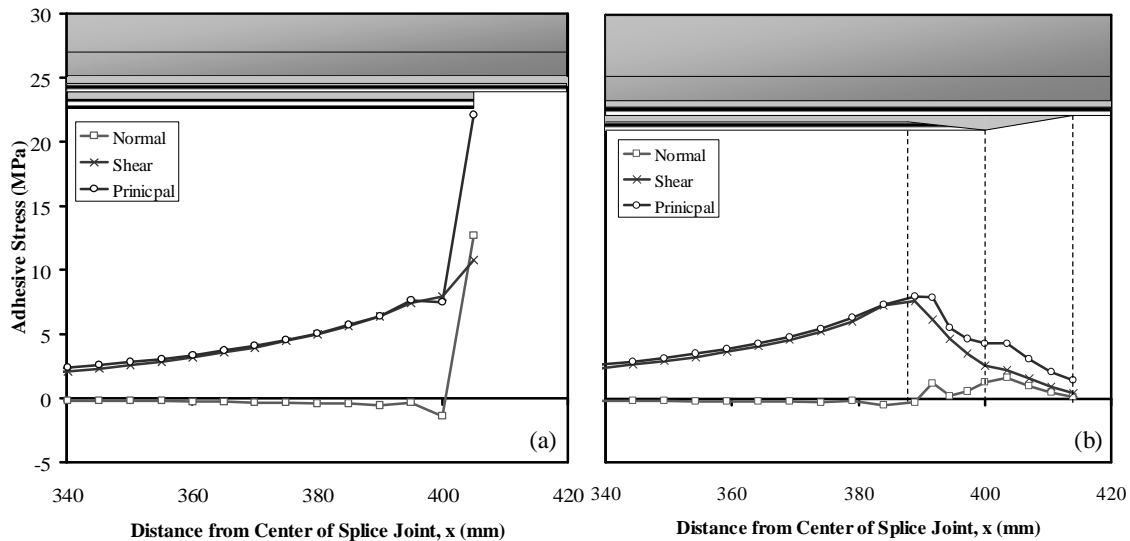 30
25
20
15
10
5
0
-5
Adhesive Stress (MPa)
Normal
Shear
Prinicpal
(a)
340
360
380
400
420
Distance from Center of Splice Joint, x (mm)
Normal
Shear
Prinicpal
(b)
340
360
380
400
420
Distance from Center of Splice Joint, x (mm)